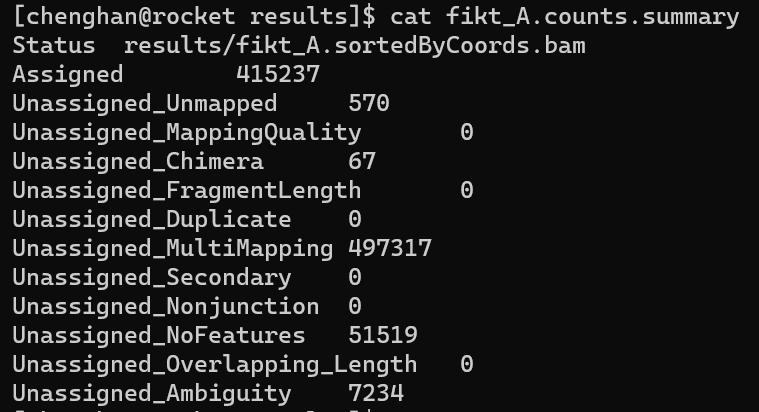 [chenghan@rocket results]$ cat fikt_A.counts.summary
Status  results/fikt_A.sortedByCoords.bam
Assigned        415237
Unassigned_Unmapped     570
Unassigned_MappingQuality       0
Unassigned_Chimera      67
Unassigned_FragmentLength       0
Unassigned_Duplicate    0
Unassigned_MultiMapping 497317
Unassigned_Secondary    0
Unassigned_Nonjunction  0
Unassigned_NoFeatures   51519
Unassigned_Overlapping_Length   0
Unassigned_Ambiguity    7234